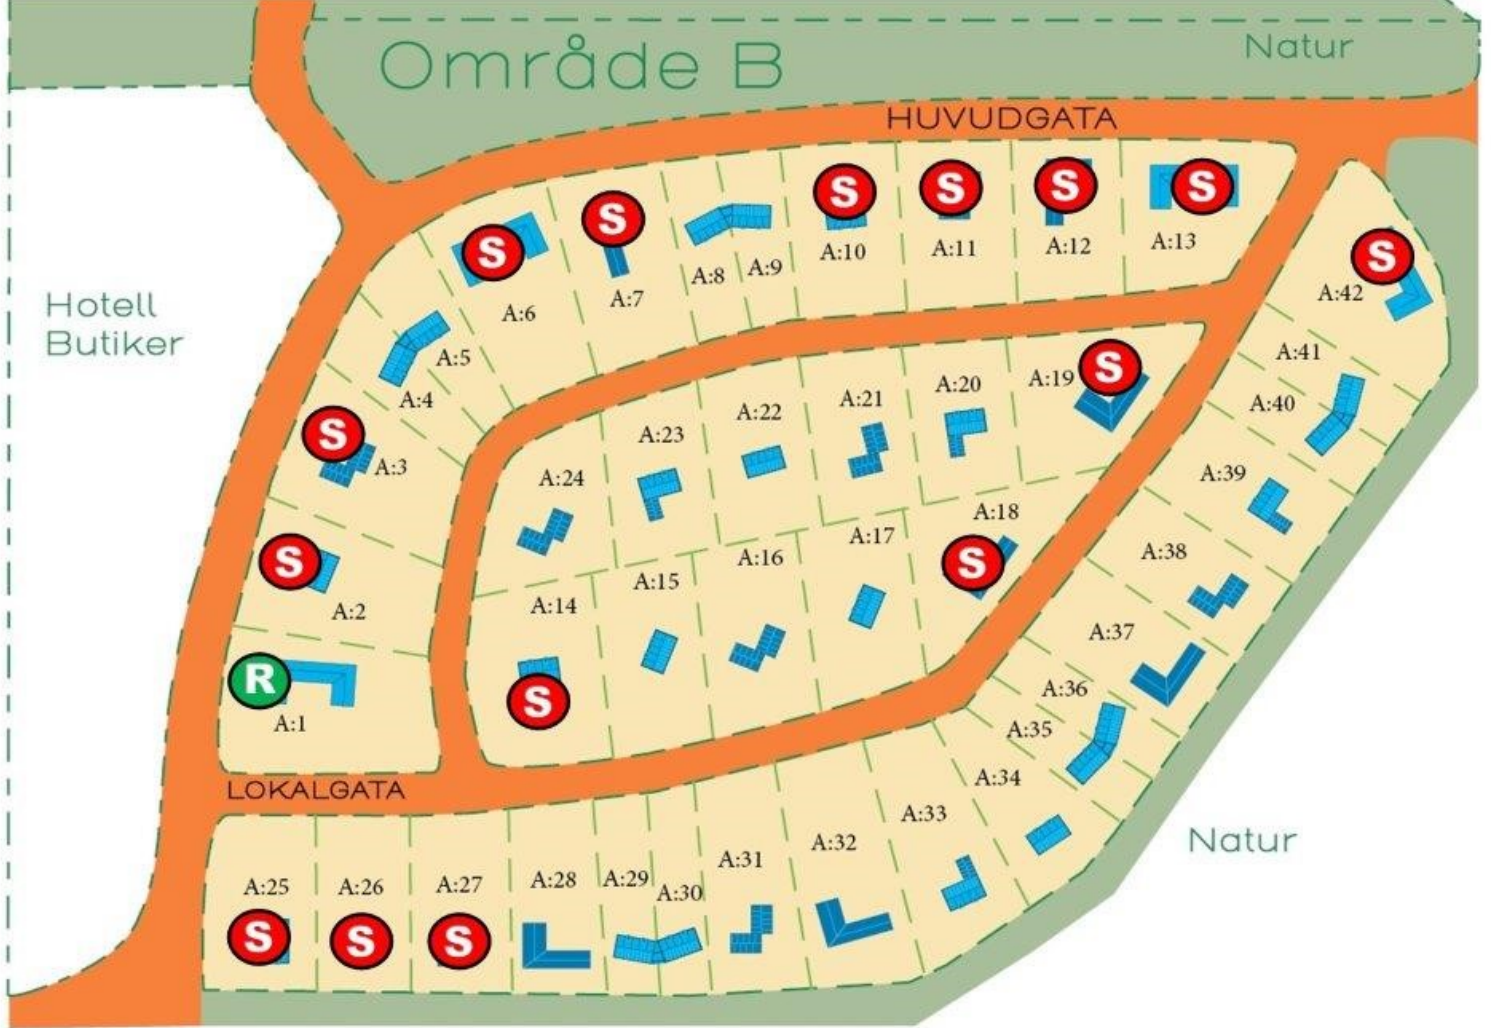 Område B
Natur
HUVUDGATA
S
S
S
S
S
S
A:10
A:11
A:12
A:13
S
A:8
A:9
A:7
A:6
A:42
Hotell
Butiker
A:5
A:4
S
A:3
A:41
A:40
S
A:19
A:20
A:21
A:22
A:23
A:24
A:39
S
A:2
A:18
S
A:17
A:16
A:15
A:14
A:38
A:37
R
A:1
S
A:36
A:35
A:34
LOKALGATA
A:33
A:32
Natur
A:31
A:25
A:26
A:27
A:28
A:29
A:30
S
S
S